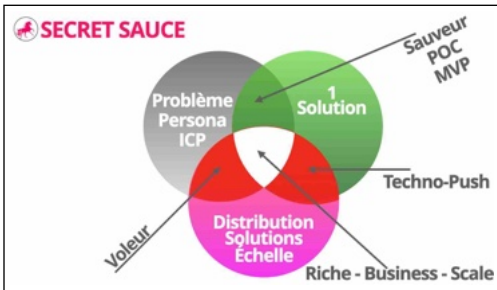 SECRET SAUCE
Sauveur
POC
MVP
Problème
Persona
ICP
1
Solution
Techno-Push
Distribution
Solutions
Échelle
Voleur
Riche - Business - Scale